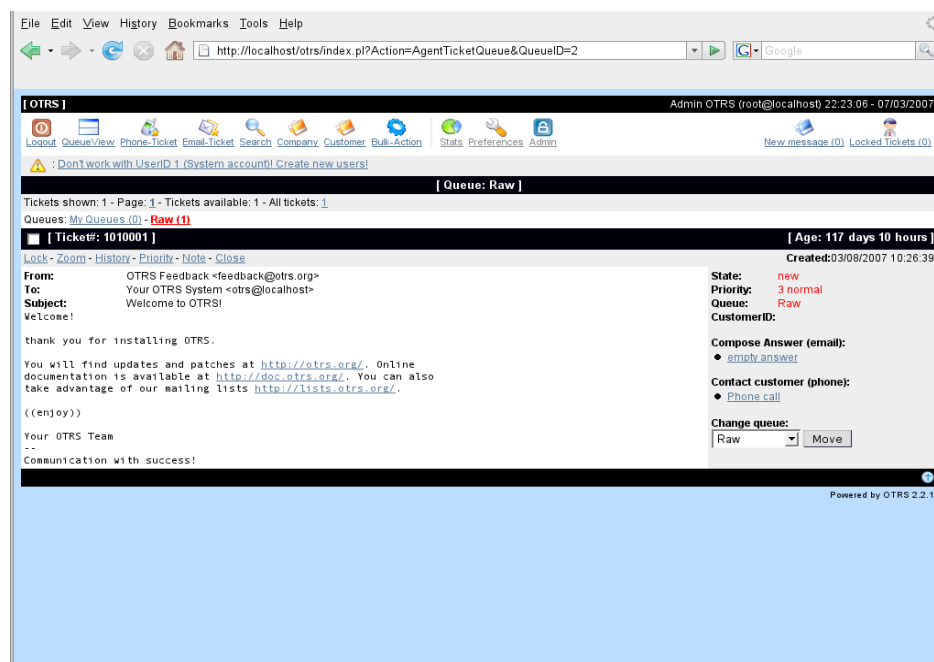 File Edit View History Bookmarks Tools Help
http://localhost/otrs/index.pl?Action=AgentTicketQueue&QueueID=2 G Google
[ OTRS ] Admin OTRS (root@localhost) 22:23:06 - 07/03/2007
Logout QueueView Phone-Ticket Email-Ticket Search Company Customer Bulk-Action Stats Preferences Admin New message (0) Locked Tickets (0)
: Don't work with UserID 1 (System account)! Create new users!
[ Queue: Raw ]
Tickets shown: 1 - Page: 1 - Tickets available: 1 - All tickets: 1
Queues: My Queues (0) - Raw (1)
[ Ticket#: 1010001 ] [ Age: 117 days 10 hours ]
Lock - Zoom - History - Priority - Note - Close Created:03/08/2007 10:26:39
From: OTRS Feedback <feedback@otrs.org>
To: Your OTRS System <otrs@localhost>
Subject: Welcome to OTRS!
Welcome!
thank you for installing OTRS.
You will find updates and patches at http://otrs.org/. Online
documentation is available at http://doc.otrs.org/. You can also
take advantage of our mailing lists http://lists.otrs.org/.
((enjoy))
Your OTRS Team
--
Communication with success!
State: new
Priority: 3 normal
Queue: Raw
CustomerID:
Compose Answer (email):
empty answer
Contact customer (phone):
Phone call
Change queue:
Raw Move
Powered by OTRS 2.2.1